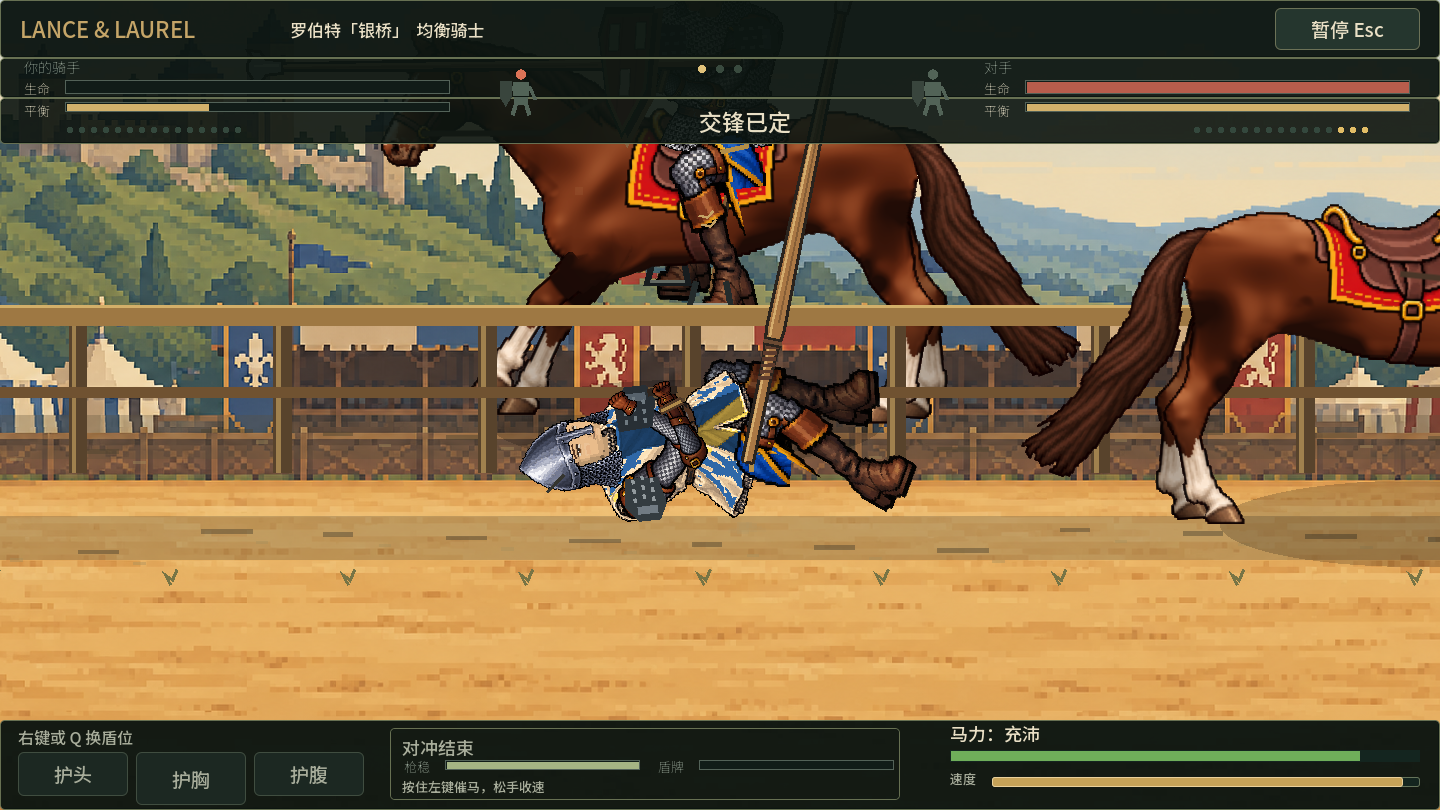 LANCE & LAUREL
罗伯特「银桥」 均衡骑士
暂停 Esc
你的骑手
生命
平衡
对手
生命
平衡
交锋已定
右键或 Q 换盾位
护头
护胸
护腹
对冲结束
枪稳
盾牌
按住左键催马，松手收速
马力：充沛
速度